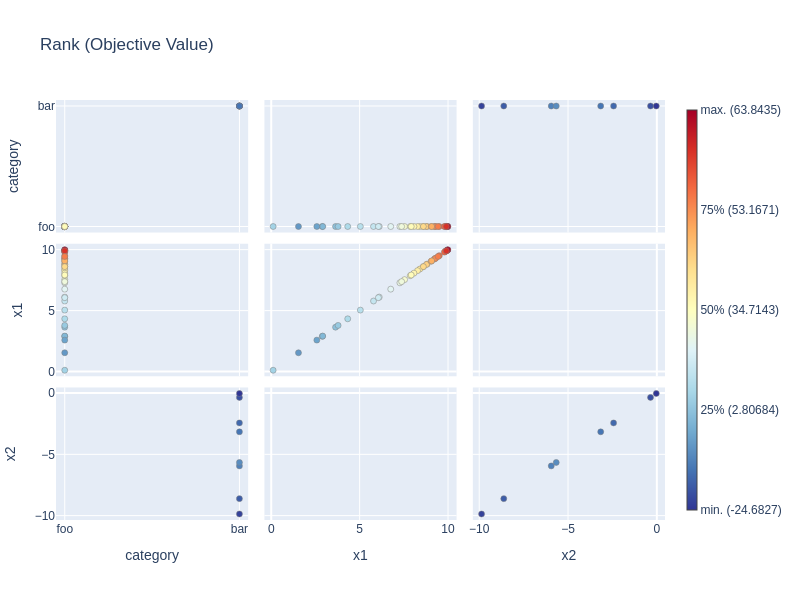 Rank (Objective Value)
bar
foo
category
10
5
0
x1
0
−5
−10
x2
foo
bar
category
0
5
10
x1
−10
−5
0
x2
max. (63.8435)
75% (53.1671)
50% (34.7143)
25% (2.80684)
min. (-24.6827)